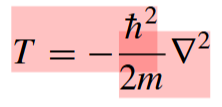 T = −ħ²/2m ∇²